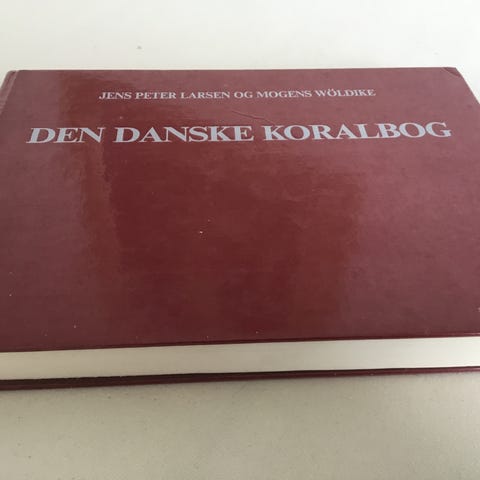 JENS PETER LARSEN OG MOGENS WÖLDIKE
DEN DANSKE KORALBOG